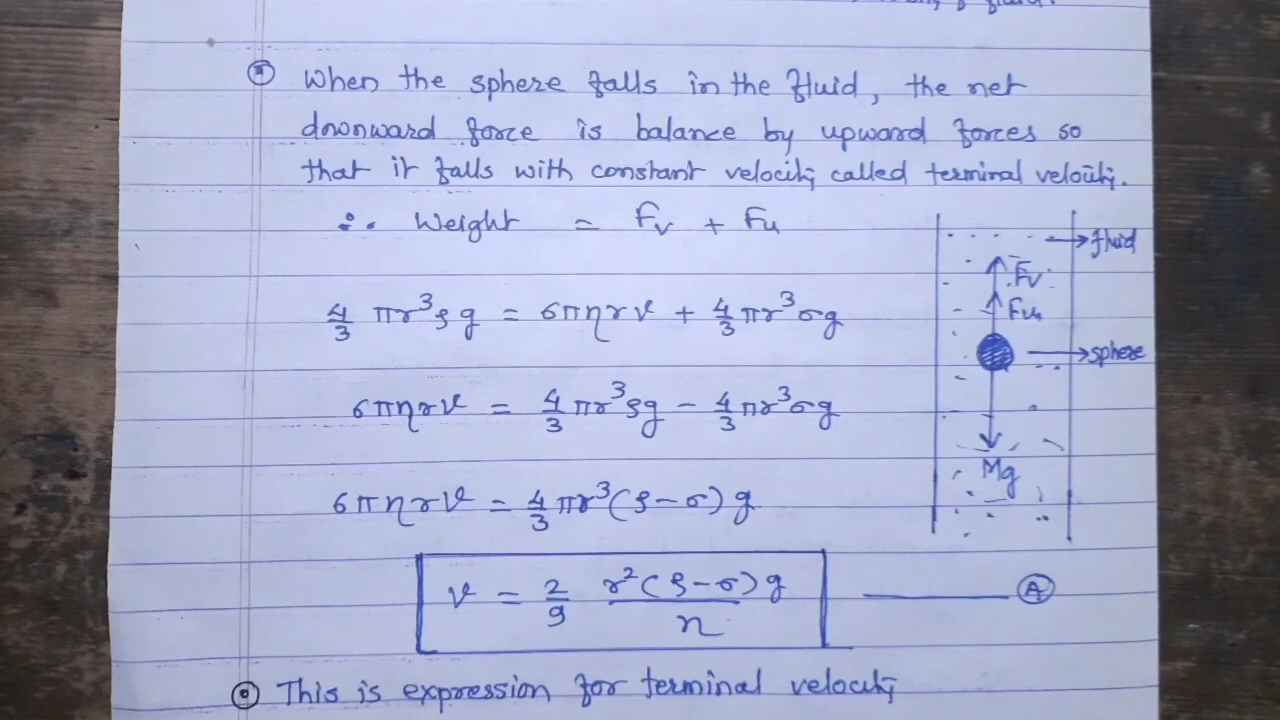 When the sphere falls in the fluid, the net
downward force is balance by upward forces so
that it falls with constant velocity called terminal velocity.
∴ Weight = Fv + Fu
→ fluid
Fv
4/3 πr³ρg = 6πηrv + 4/3 πr³σg
Fu
→ sphere
6πηrv = 4/3 πr³ρg − 4/3 πr³σg
Mg
6πηrv = 4/3 πr³(ρ−σ)g
v = 2/9 r²(ρ−σ)g/η
A
This is expression for terminal velocity